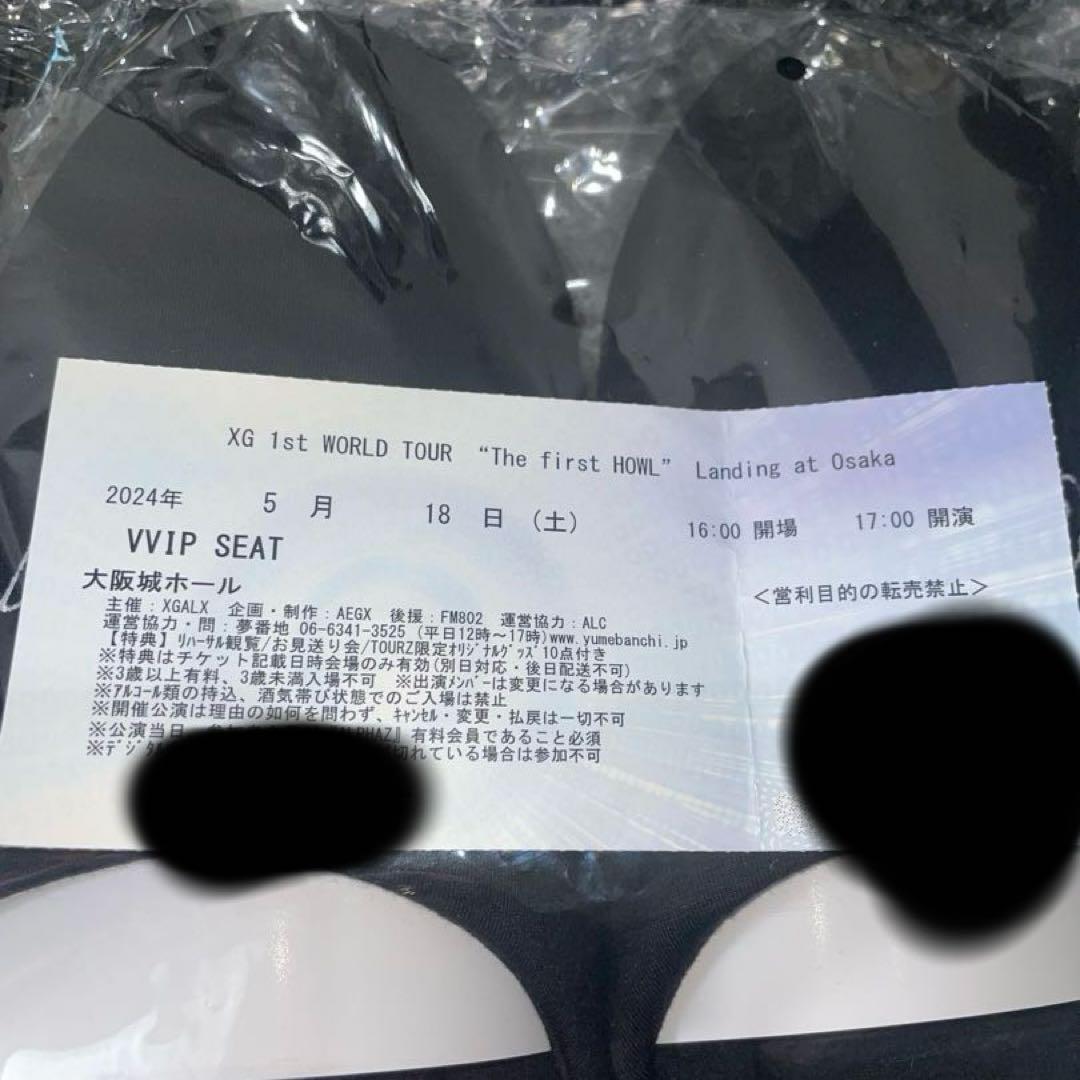 XG 1st WORLD TOUR “The first HOWL” Landing at Osaka
2024年 5 月 18 日 (土) 16:00 開場 17:00 開演
VVIP SEAT
大阪城ホール
<営利目的の転売禁止>
主催:XGALX 企画・制作:AEGX 後援:FM802 運営協力:ALC
運営協力・問:夢番地 06-6341-3525 (平日12時~17時)www.yumebanchi.jp
【特典】ﾘﾊｰｻﾙ観覧/お見送り会/TOURZ限定ｵﾘｼﾞﾅﾙｸﾞｯｽﾞ10点付き
※特典はチケット記載日時会場のみ有効(別日対応・後日配送不可)
※3歳以上有料、3歳未満入場不可 ※出演ﾒﾝﾊﾞｰは変更になる場合があります
※ｱﾙｺｰﾙ類の持込、酒気帯び状態でのご入場は禁止
※開催公演は理由の如何を問わず、ｷｬﾝｾﾙ・変更・払戻は一切不可
※公演当日、 ALPHAZ』有料会員であること必須
※ﾃﾞｼﾞﾀ 切れている場合は参加不可